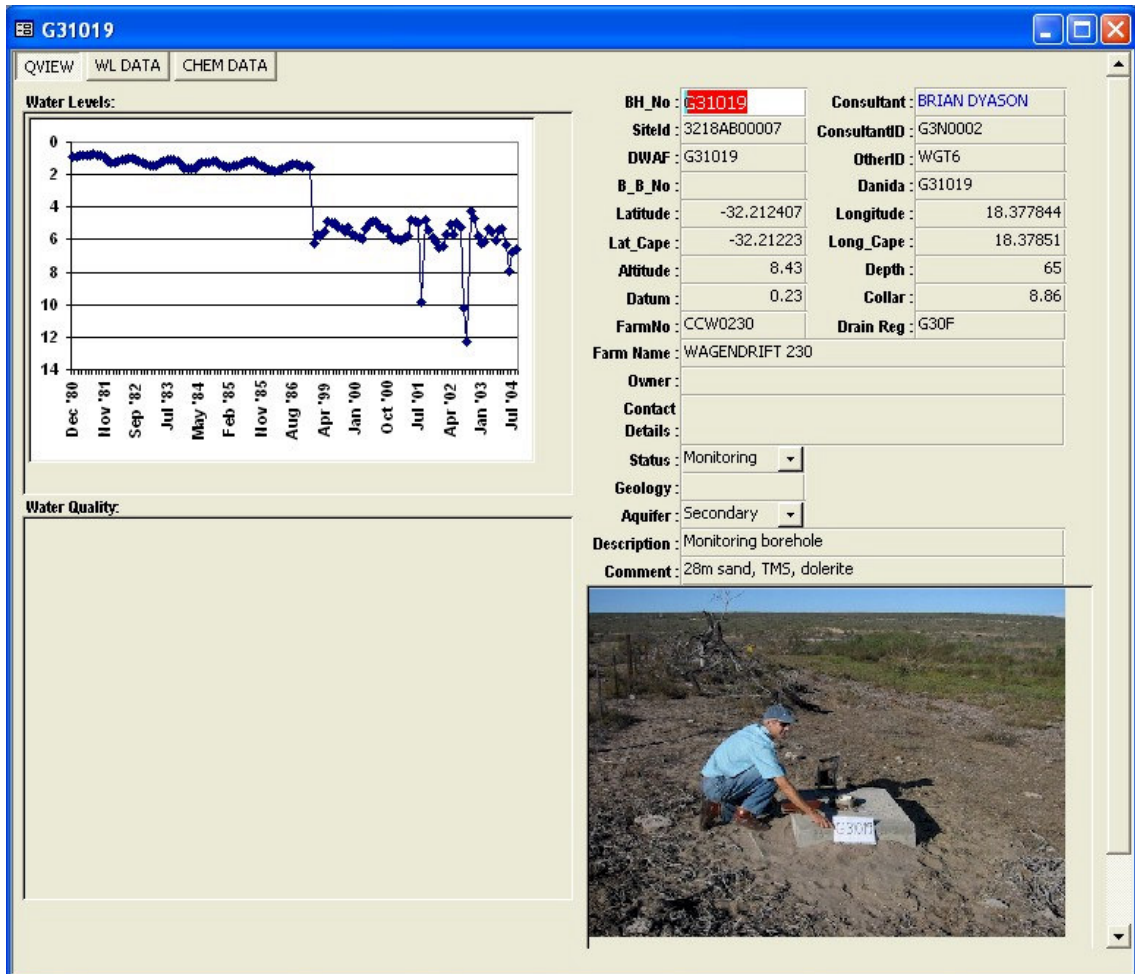 G31019
QVIEW WL DATA CHEM DATA
Water Levels:
0
2
4
6
8
10
12
14
Dec '80
Nov '81
Sep '82
Jul '83
May '84
Feb '85
Nov '85
Aug '86
Apr '99
Jan '00
Oct '00
Jul '01
Apr '02
Jan '03
Jul '04
Water Quality:
BH_No : G31019 Consultant : BRIAN DYASON
SiteId : 3218AB00007 ConsultantID : G3N0002
DWAF : G31019 OtherID : WGT6
B_B_No : Danida : G31019
Latitude : -32.212407 Longitude : 18.377844
Lat_Cape : -32.21223 Long_Cape : 18.37851
Altitude : 8.43 Depth : 65
Datum : 0.23 Collar : 8.86
FarmNo : CCW0230 Drain Reg : G30F
Farm Name : WAGENDRIFT 230
Owner :
Contact
Details :
Status : Monitoring
Geology :
Aquifer : Secondary
Description : Monitoring borehole
Comment : 28m sand, TMS, dolerite
G31019